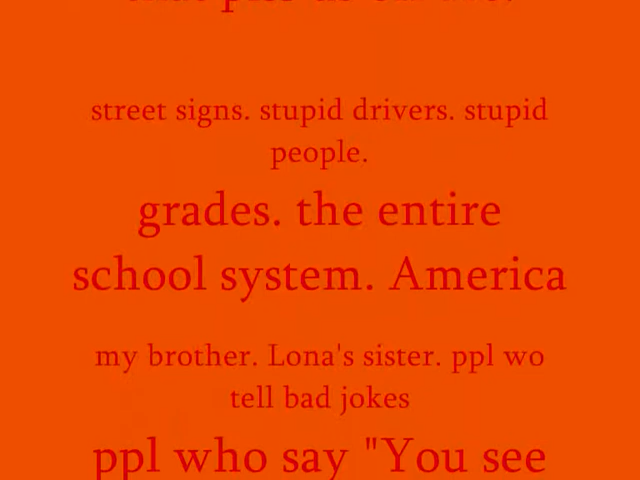 street signs. stupid drivers. stupid
people.
grades. the entire
school system. America
my brother. Lona's sister. ppl wo
tell bad jokes
ppl who say "You see